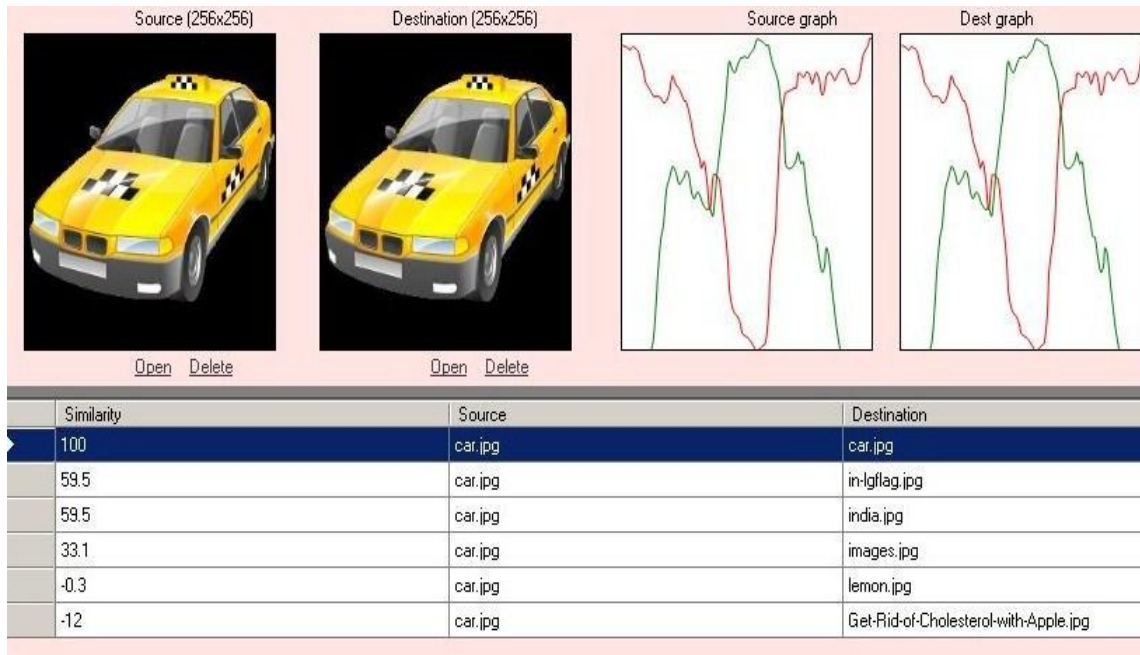 Source (256x256) Destination (256x256) Source graph Dest graph
Open Delete Open Delete
Similarity Source Destination
100 car.jpg car.jpg
59.5 car.jpg in-lgflag.jpg
59.5 car.jpg india.jpg
33.1 car.jpg images.jpg
-0.3 car.jpg lemon.jpg
-12 car.jpg Get-Rid-of-Cholesterol-with-Apple.jpg